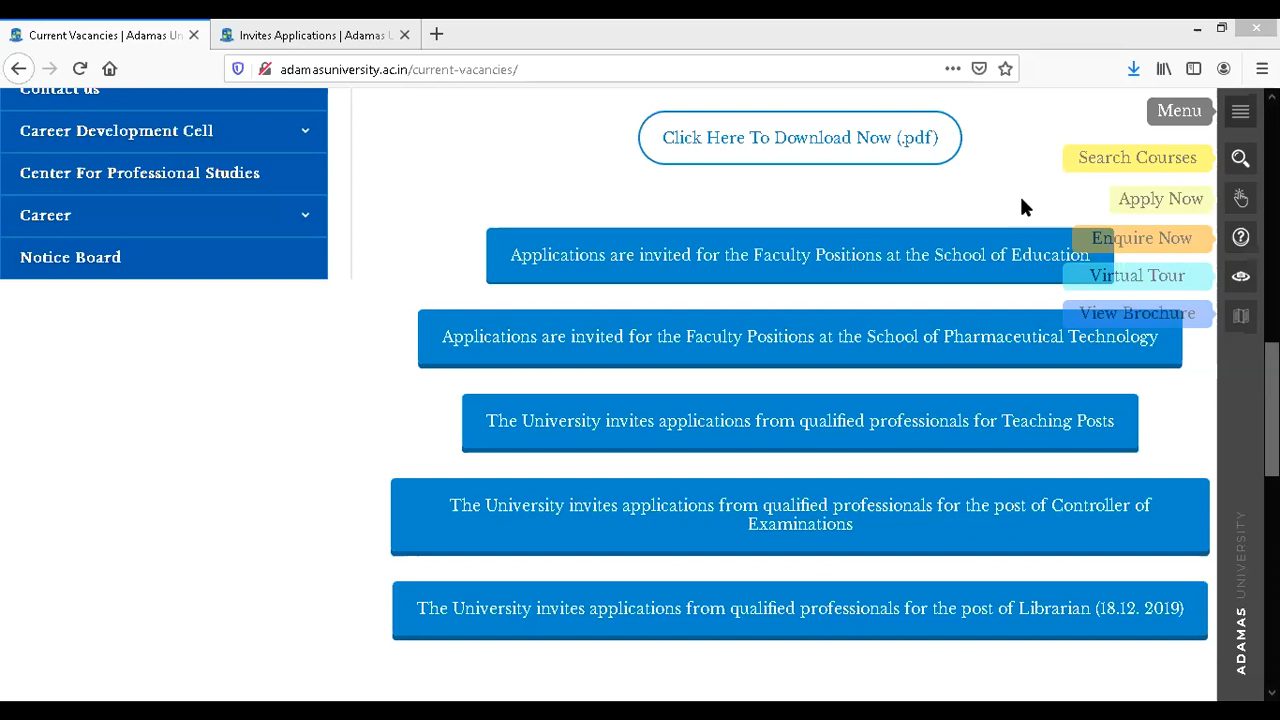 Current Vacancies | Adamas Un
Invites Applications | Adamas U
adamasuniversity.ac.in/current-vacancies/
Contact us
Career Development Cell
Center For Professional Studies
Career
Notice Board
Click Here To Download Now (.pdf)
Applications are invited for the Faculty Positions at the School of Education
Applications are invited for the Faculty Positions at the School of Pharmaceutical Technology
The University invites applications from qualified professionals for Teaching Posts
The University invites applications from qualified professionals for the post of Controller of
Examinations
The University invites applications from qualified professionals for the post of Librarian (18.12. 2019)
Menu
Search Courses
Apply Now
Enquire Now
Virtual Tour
View Brochure
ADAMAS UNIVERSITY